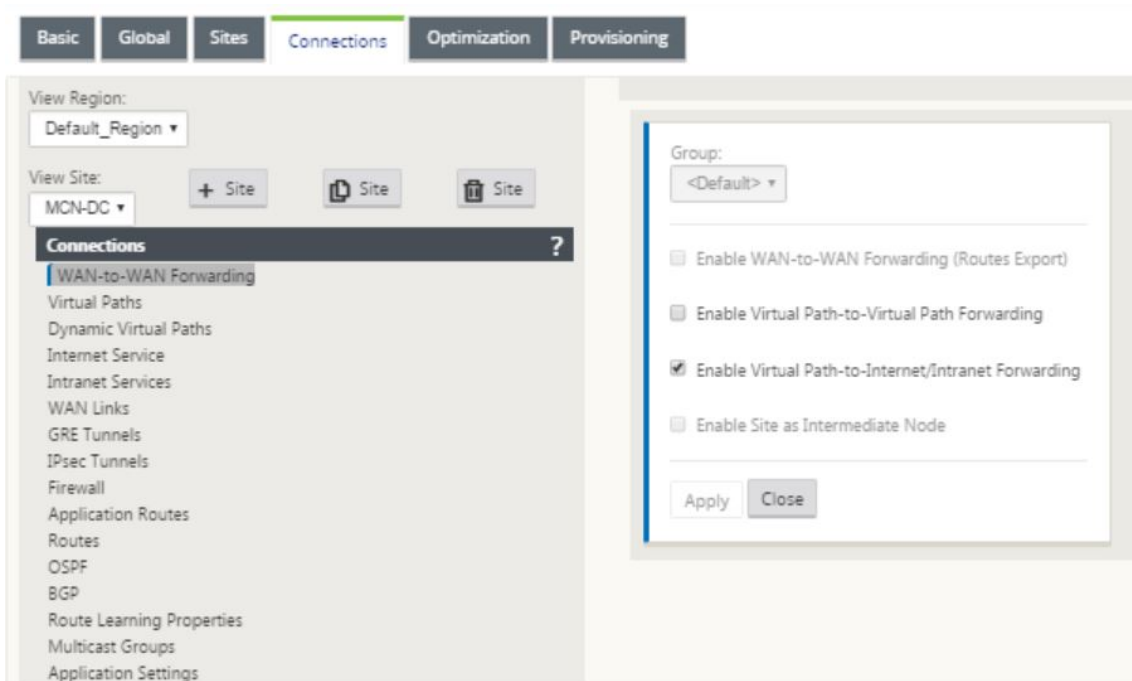 Basic Global Sites Connections Optimization Provisioning
View Region:
Default_Region
View Site:
MCN-DC
+ Site
Site
Site
Connections ?
WAN-to-WAN Forwarding
Virtual Paths
Dynamic Virtual Paths
Internet Service
Intranet Services
WAN Links
GRE Tunnels
IPsec Tunnels
Firewall
Application Routes
Routes
OSPF
BGP
Route Learning Properties
Multicast Groups
Application Settings
Group:
<Default>
Enable WAN-to-WAN Forwarding (Routes Export)
Enable Virtual Path-to-Virtual Path Forwarding
Enable Virtual Path-to-Internet/Intranet Forwarding
Enable Site as Intermediate Node
Apply Close